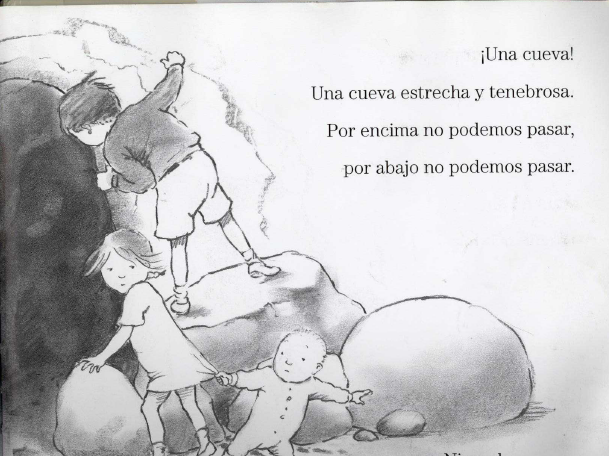 ¡Una cueva!
Una cueva estrecha y tenebrosa.
Por encima no podemos pasar,
por abajo no podemos pasar.